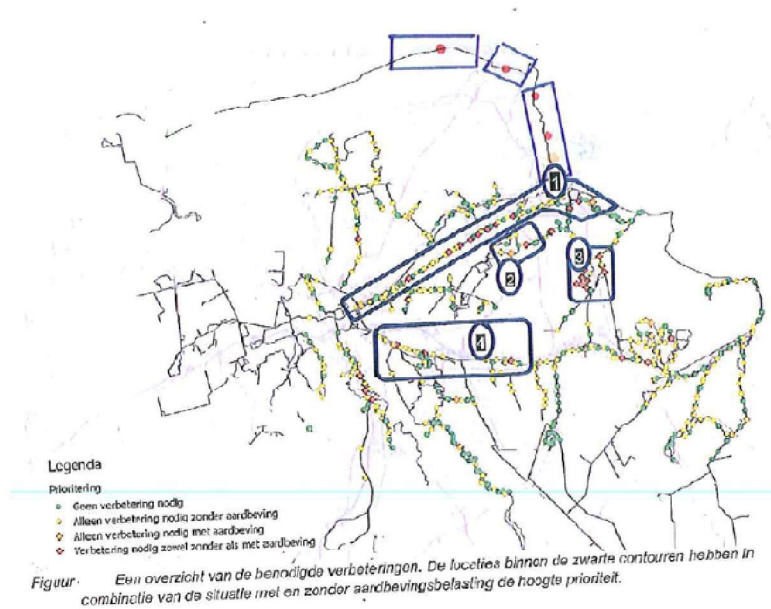 1
2
3
4
Legenda
Prioritering
Geen verbetering nodig
Alleen verbetering nodig zonder aardbeving
Alleen verbetering nodig met aardbeving
Verbetering nodig zowel zonder als met aardbeving
Figuur. Een overzicht van de benodigde verbeteringen. De locaties binnen de zwarte contouren hebben in
combinatie van de situatie met en zonder aardbevingsbelasting de hoogte prioriteit.